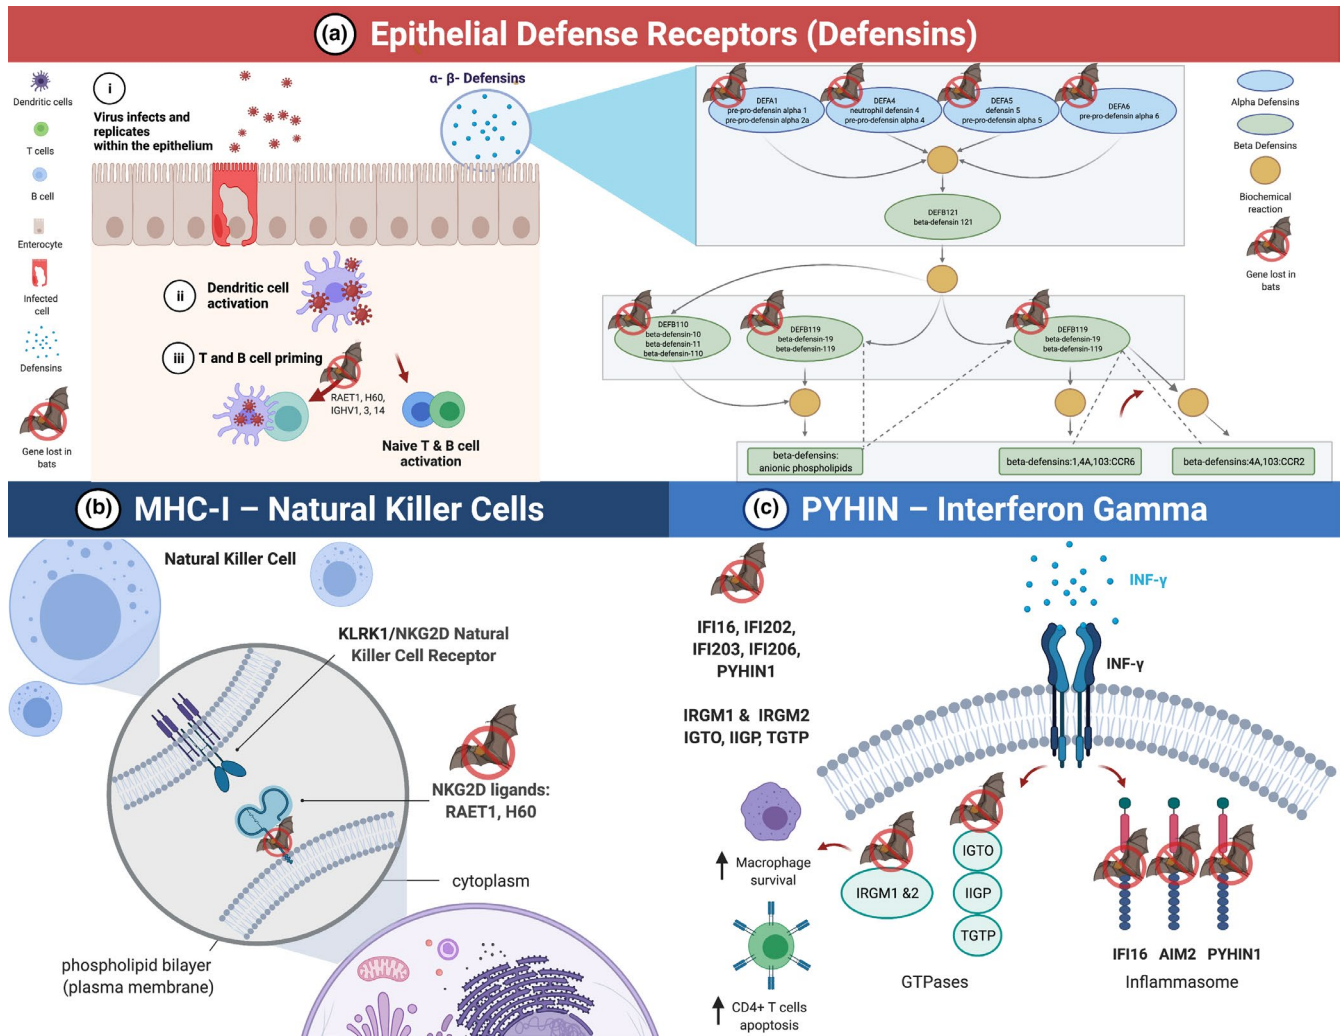 (a) Epithelial Defense Receptors (Defensins)
Dendritic cells
T cells
B cell
Enterocyte
Infected
cell
Defensins
Gene lost in
bats
i
Virus infects and
replicates
within the epithelium
α- β- Defensins
ii
Dendritic cell
activation
iii
T and B cell priming
RAET1, H60,
IGHV1, 3, 14
Naive T & B cell
activation
DEFA1
pre-pro-defensin alpha 1
pre-pro-defensin alpha 2a
DEFA4
neutrophil defensin 4
pre-pro-defensin alpha 4
DEFA5
defensin 5
pre-pro-defensin alpha 5
DEFA6
pre-pro-defensin alpha 6
DEFB121
beta-defensin 121
DEFB110
beta-defensin-10
beta-defensin-11
beta-defensin-110
DEFB119
beta-defensin-19
beta-defensin-119
DEFB119
beta-defensin-19
beta-defensin-119
beta-defensins:
anionic phospholipids
beta-defensins:1,4A,103:CCR6
beta-defensins:4A,103:CCR2
Alpha Defensins
Beta Defensins
Biochemical
reaction
Gene lost in
bats
(b) MHC-I – Natural Killer Cells
Natural Killer Cell
KLRK1/NKG2D Natural
Killer Cell Receptor
NKG2D ligands:
RAET1, H60
cytoplasm
phospholipid bilayer
(plasma membrane)
(c) PYHIN – Interferon Gamma
IFI16, IFI202,
IFI203, IFI206,
PYHIN1
IRGM1 & IRGM2
IGTO, IIGP, TGTP
INF-γ
INF-γ
Macrophage
survival
CD4+ T cells
apoptosis
IRGM1 &2
IGTO
IIGP
TGTP
GTPases
IFI16 AIM2 PYHIN1
Inflammasome